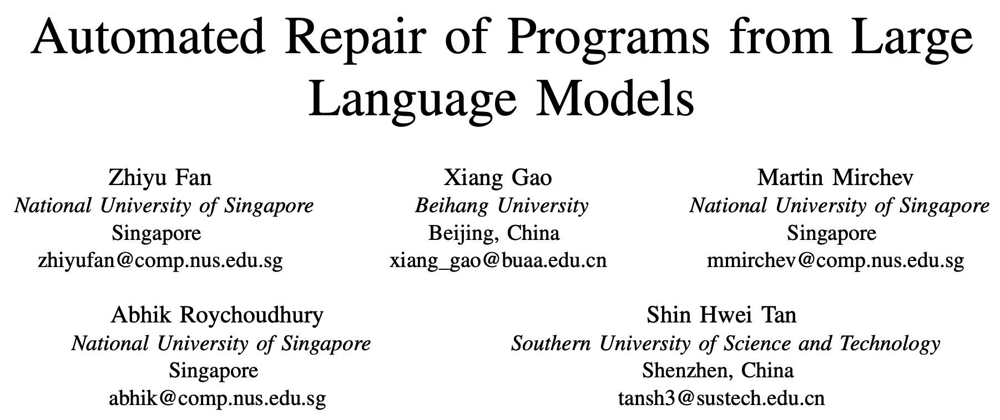 Automated Repair of Programs from Large
Language Models
Zhiyu Fan
National University of Singapore
Singapore
zhiyufan@comp.nus.edu.sg
Xiang Gao
Beihang University
Beijing, China
xiang_gao@buaa.edu.cn
Martin Mirchev
National University of Singapore
Singapore
mmirchev@comp.nus.edu.sg
Abhik Roychoudhury
National University of Singapore
Singapore
abhik@comp.nus.edu.sg
Shin Hwei Tan
Southern University of Science and Technology
Shenzhen, China
tansh3@sustech.edu.cn